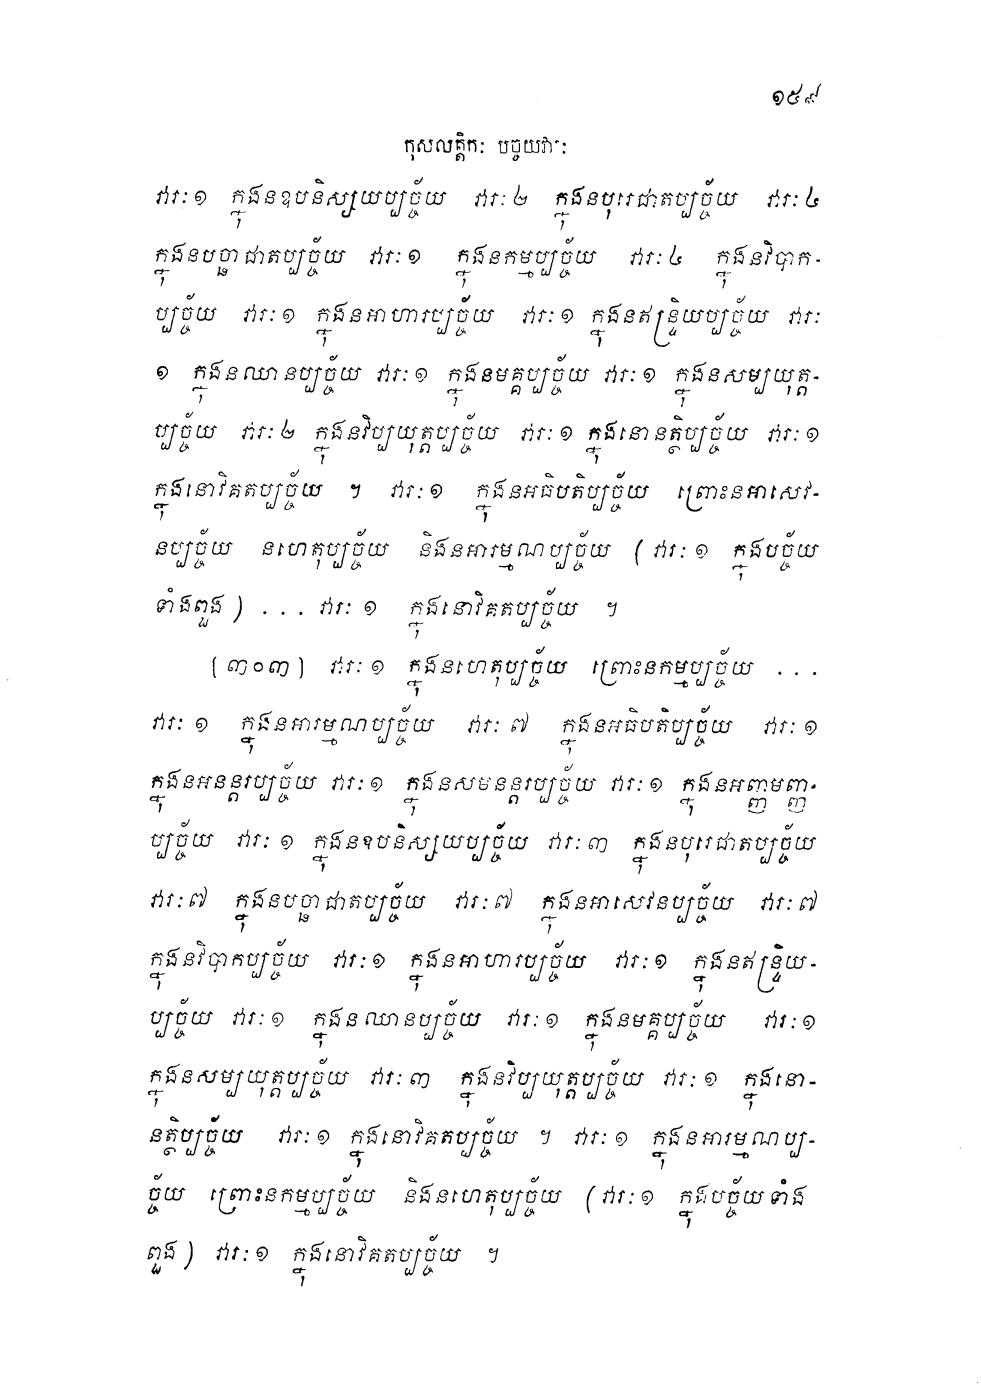 ១៥៩
កុសលត្តិកៈ បច្ចយវារៈ
វារៈ១ ក្នុងនឧបនិស្សយប្បច្ច័យ វារៈ២ ក្នុងនបុរេជាតប្បច្ច័យ វារៈ៤
ក្នុងនបច្ឆាជាតប្បច្ច័យ វារៈ១ ក្នុងនកម្មប្បច្ច័យ វារៈ៤ ក្នុងនវិបាក-
ប្បច្ច័យ វារៈ១ ក្នុងនអាហារប្បច្ច័យ វារៈ១ ក្នុងនឥន្ទ្រិយប្បច្ច័យ វារៈ
១ ក្នុងនឈានប្បច្ច័យ វារៈ១ ក្នុងនមគ្គប្បច្ច័យ វារៈ១ ក្នុងនសម្បយុត្ត-
ប្បច្ច័យ វារៈ២ ក្នុងនវិប្បយុត្តប្បច្ច័យ វារៈ១ ក្នុងនោនត្ថិប្បច្ច័យ វារៈ១
ក្នុងនោវិគតប្បច្ច័យ ។ វារៈ១ ក្នុងនអធិបតិប្បច្ច័យ ព្រោះនអាសេវ-
នប្បច្ច័យ នហេតុប្បច្ច័យ និងនអារម្មណប្បច្ច័យ (វារៈ១ ក្នុងបច្ច័យ
ទាំងពួង) ... វារៈ១ ក្នុងនោវិគតប្បច្ច័យ ។
[៣០៣] វារៈ១ ក្នុងនហេតុប្បច្ច័យ ព្រោះនកម្មប្បច្ច័យ ...
វារៈ១ ក្នុងនអារម្មណប្បច្ច័យ វារៈ៧ ក្នុងនអធិបតិប្បច្ច័យ វារៈ១
ក្នុងនអនន្តរប្បច្ច័យ វារៈ១ ក្នុងនសមនន្តរប្បច្ច័យ វារៈ១ ក្នុងនអញ្ញមញ្ញ-
ប្បច្ច័យ វារៈ១ ក្នុងនឧបនិស្សយប្បច្ច័យ វារៈ៣ ក្នុងនបុរេជាតប្បច្ច័យ
វារៈ៧ ក្នុងនបច្ឆាជាតប្បច្ច័យ វារៈ៧ ក្នុងនអាសេវនប្បច្ច័យ វារៈ៧
ក្នុងនវិបាកប្បច្ច័យ វារៈ១ ក្នុងនអាហារប្បច្ច័យ វារៈ១ ក្នុងនឥន្ទ្រិយ-
ប្បច្ច័យ វារៈ១ ក្នុងនឈានប្បច្ច័យ វារៈ១ ក្នុងនមគ្គប្បច្ច័យ វារៈ១
ក្នុងនសម្បយុត្តប្បច្ច័យ វារៈ៣ ក្នុងនវិប្បយុត្តប្បច្ច័យ វារៈ១ ក្នុងនោ-
នត្ថិប្បច្ច័យ វារៈ១ ក្នុងនោវិគតប្បច្ច័យ ។ វារៈ១ ក្នុងនអារម្មណប្ប-
ច្ច័យ ព្រោះនកម្មប្បច្ច័យ និងនហេតុប្បច្ច័យ (វារៈ១ ក្នុងបច្ច័យទាំង
ពួង) វារៈ១ ក្នុងនោវិគតប្បច្ច័យ ។